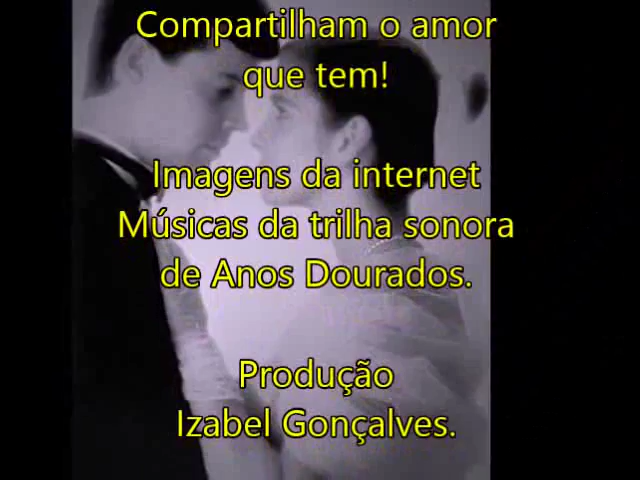 Compartilham o amor
que tem!
Imagens da internet
Músicas da trilha sonora
de Anos Dourados.
Produção
Izabel Gonçalves.